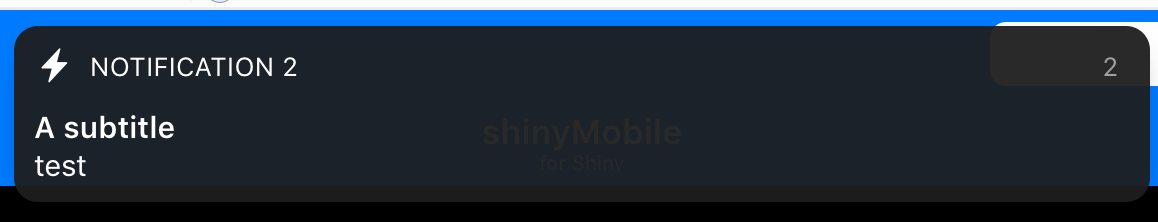 NOTIFICATION 2 2
A subtitle
shinyMobile
test
for Shiny